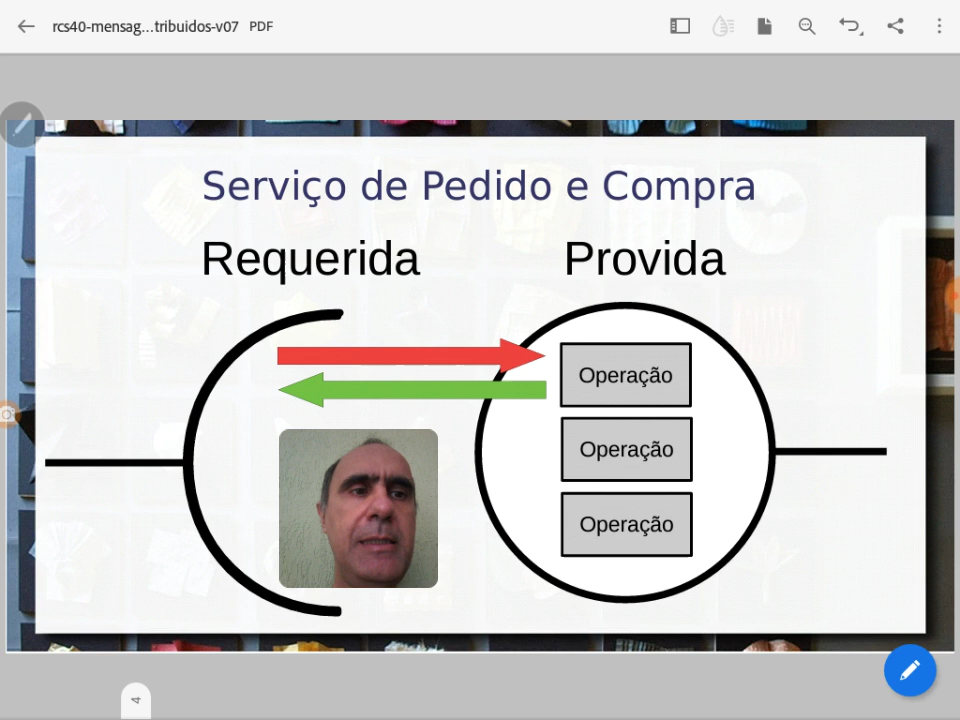 rcs40-mensag...tribuidos-v07 PDF
Serviço de Pedido e Compra
Requerida Provida
Operação
Operação
Operação
4